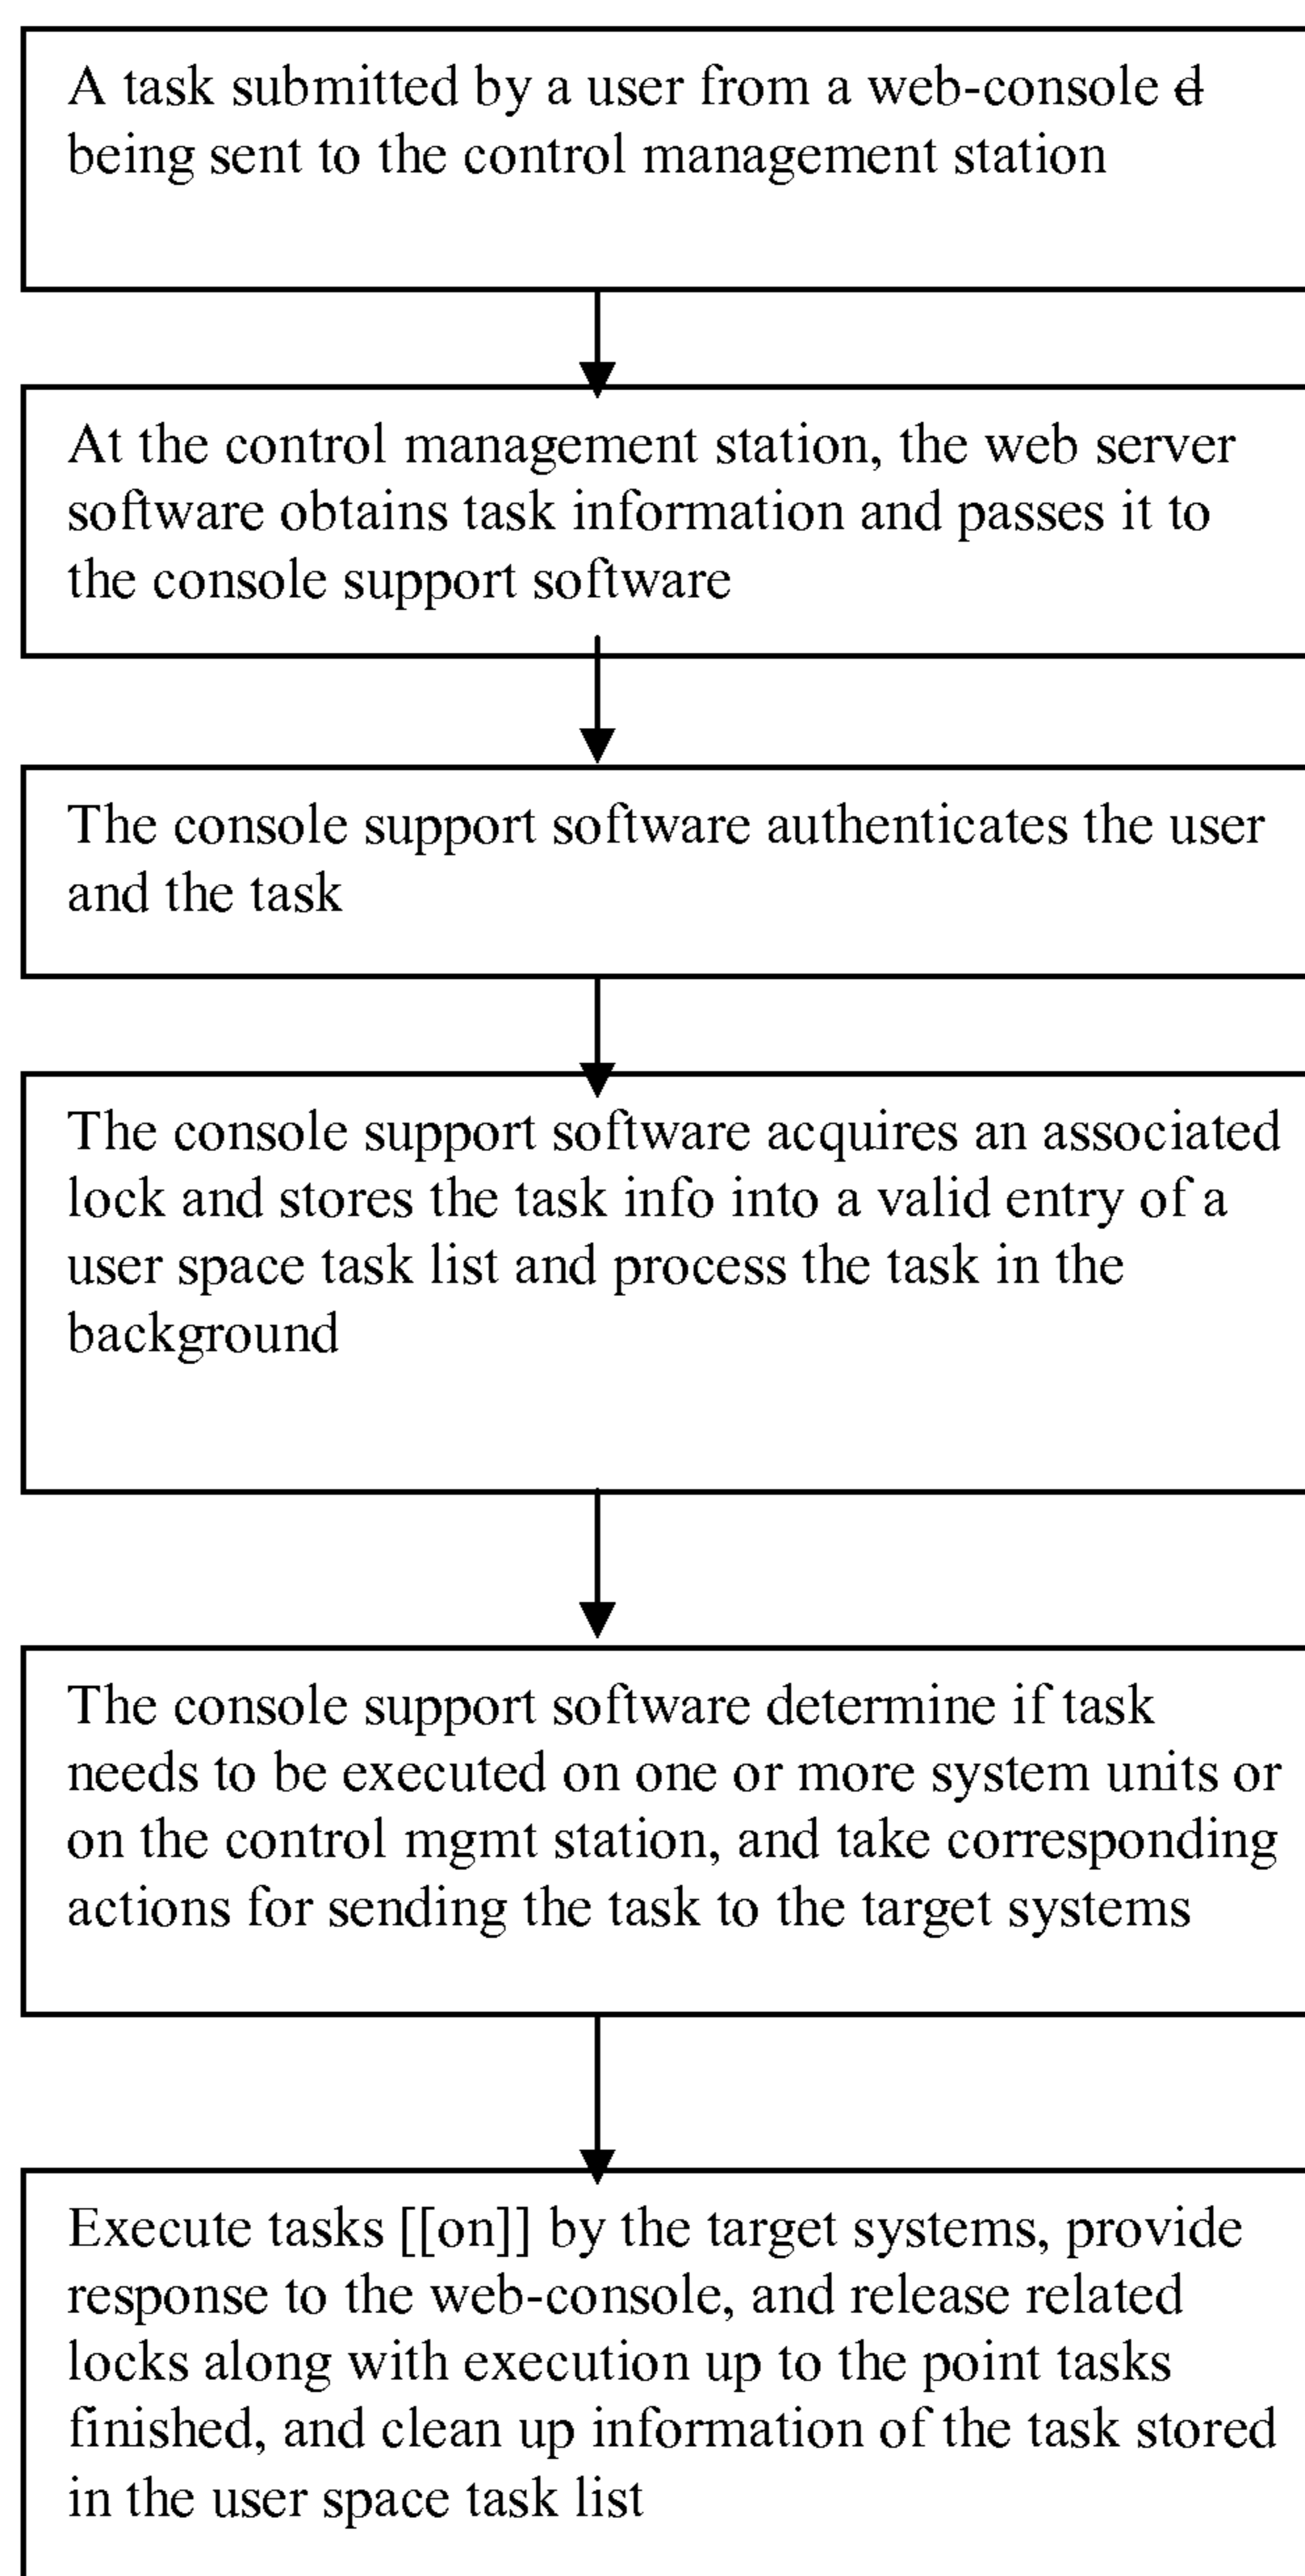 A task submitted by a user from a web-console d
being sent to the control management station
At the control management station, the web server
software obtains task information and passes it to
the console support software
The console support software authenticates the user
and the task
The console support software acquires an associated
lock and stores the task info into a valid entry of a
user space task list and process the task in the
background
The console support software determine if task
needs to be executed on one or more system units or
on the control mgmt station, and take corresponding
actions for sending the task to the target systems
Execute tasks [[on]] by the target systems, provide
response to the web-console, and release related
locks along with execution up to the point tasks
finished, and clean up information of the task stored
in the user space task list